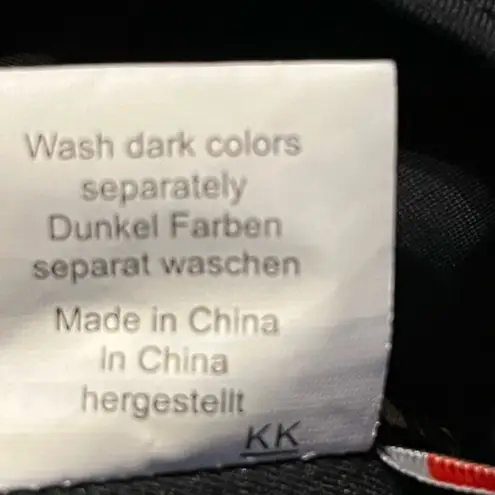 Wash dark colors
separately
Dunkel Farben
separat waschen
Made in China
In China
hergestellt
KK